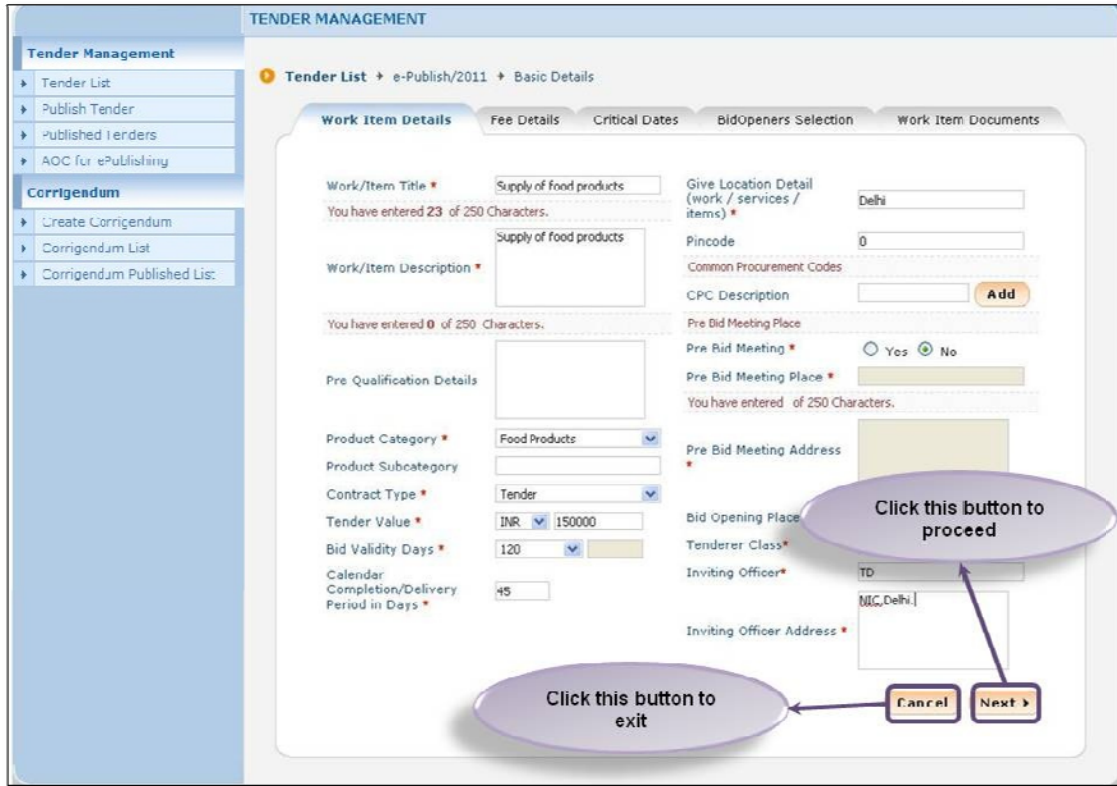 TENDER MANAGEMENT
Tender Management
Tender List
Publish Tender
Published Tenders
AOC for ePublishing
Corrigendum
Create Corrigendum
Corrigendum List
Corrigendum Published List
Tender List e-Publish/2011 Basic Details
Work Item Details Fee Details Critical Dates BidOpeners Selection Work Item Documents
Work/Item Title * Supply of food products
You have entered 23 of 250 Characters.
Work/Item Description * Supply of food products
You have entered 0 of 250 Characters.
Pre Qualification Details
Product Category * Food Products
Product Subcategory
Contract Type * Tender
Tender Value * INR 150000
Bid Validity Days * 120
Calendar
Completion/Delivery
Period in Days * 45
Give Location Detail
(work / services /
items) * Delhi
Pincode 0
Common Procurement Codes
CPC Description Add
Pre Bid Meeting Place
Pre Bid Meeting * Yes No
Pre Bid Meeting Place *
You have entered of 250 Characters.
Pre Bid Meeting Address
*
Bid Opening Place
Tenderer Class*
Inviting Officer* TD
Inviting Officer Address * NIC,Delhi.
Click this button to
proceed
Click this button to
exit
Cancel Next >